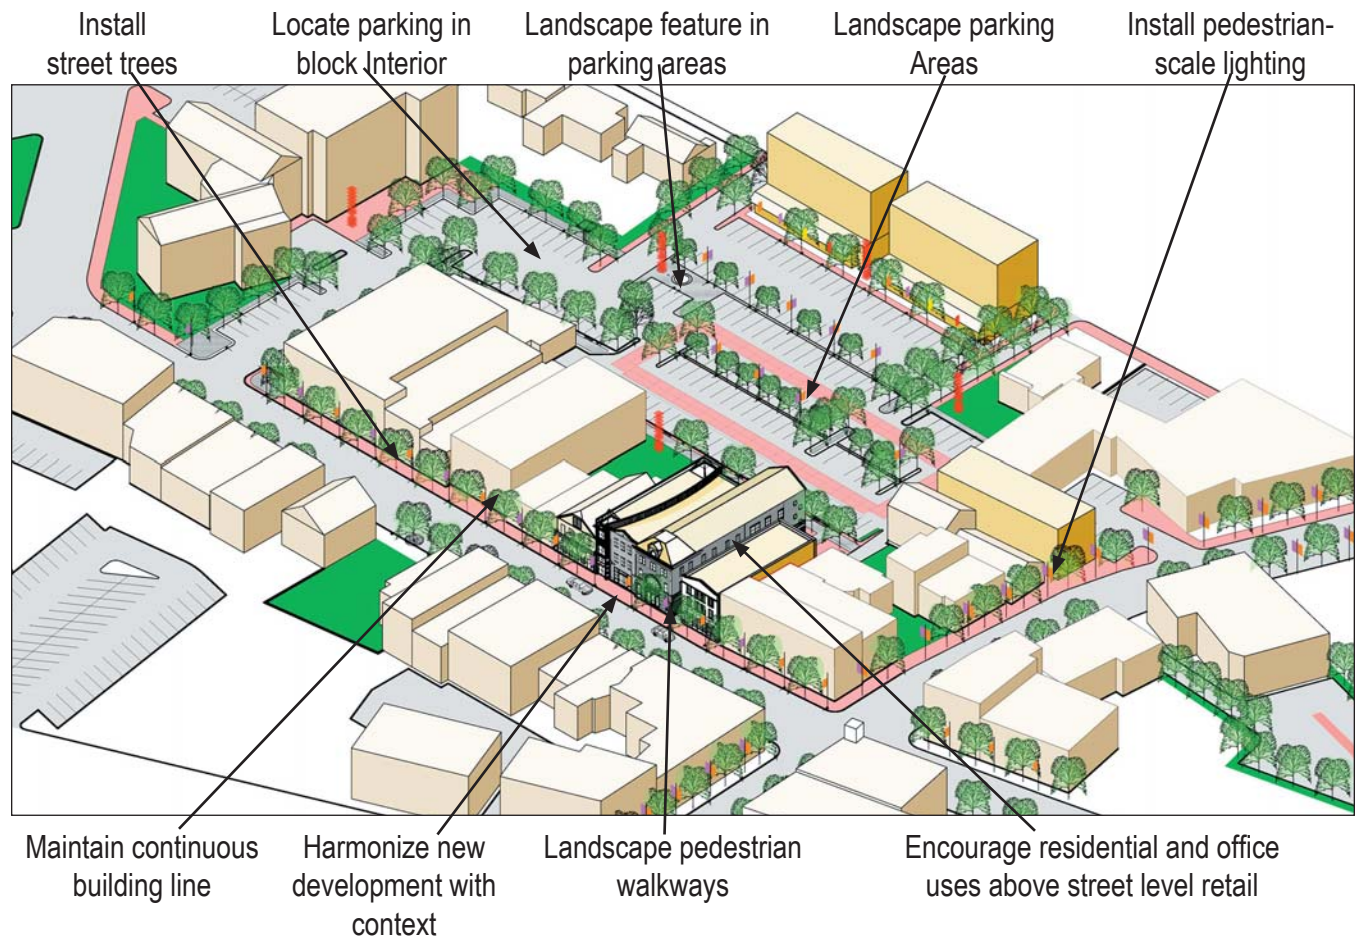 Install
street trees
Locate parking in
block Interior
Landscape feature in
parking areas
Landscape parking
Areas
Install pedestrian-
scale lighting
Maintain continuous
building line
Harmonize new
development with
context
Landscape pedestrian
walkways
Encourage residential and office
uses above street level retail